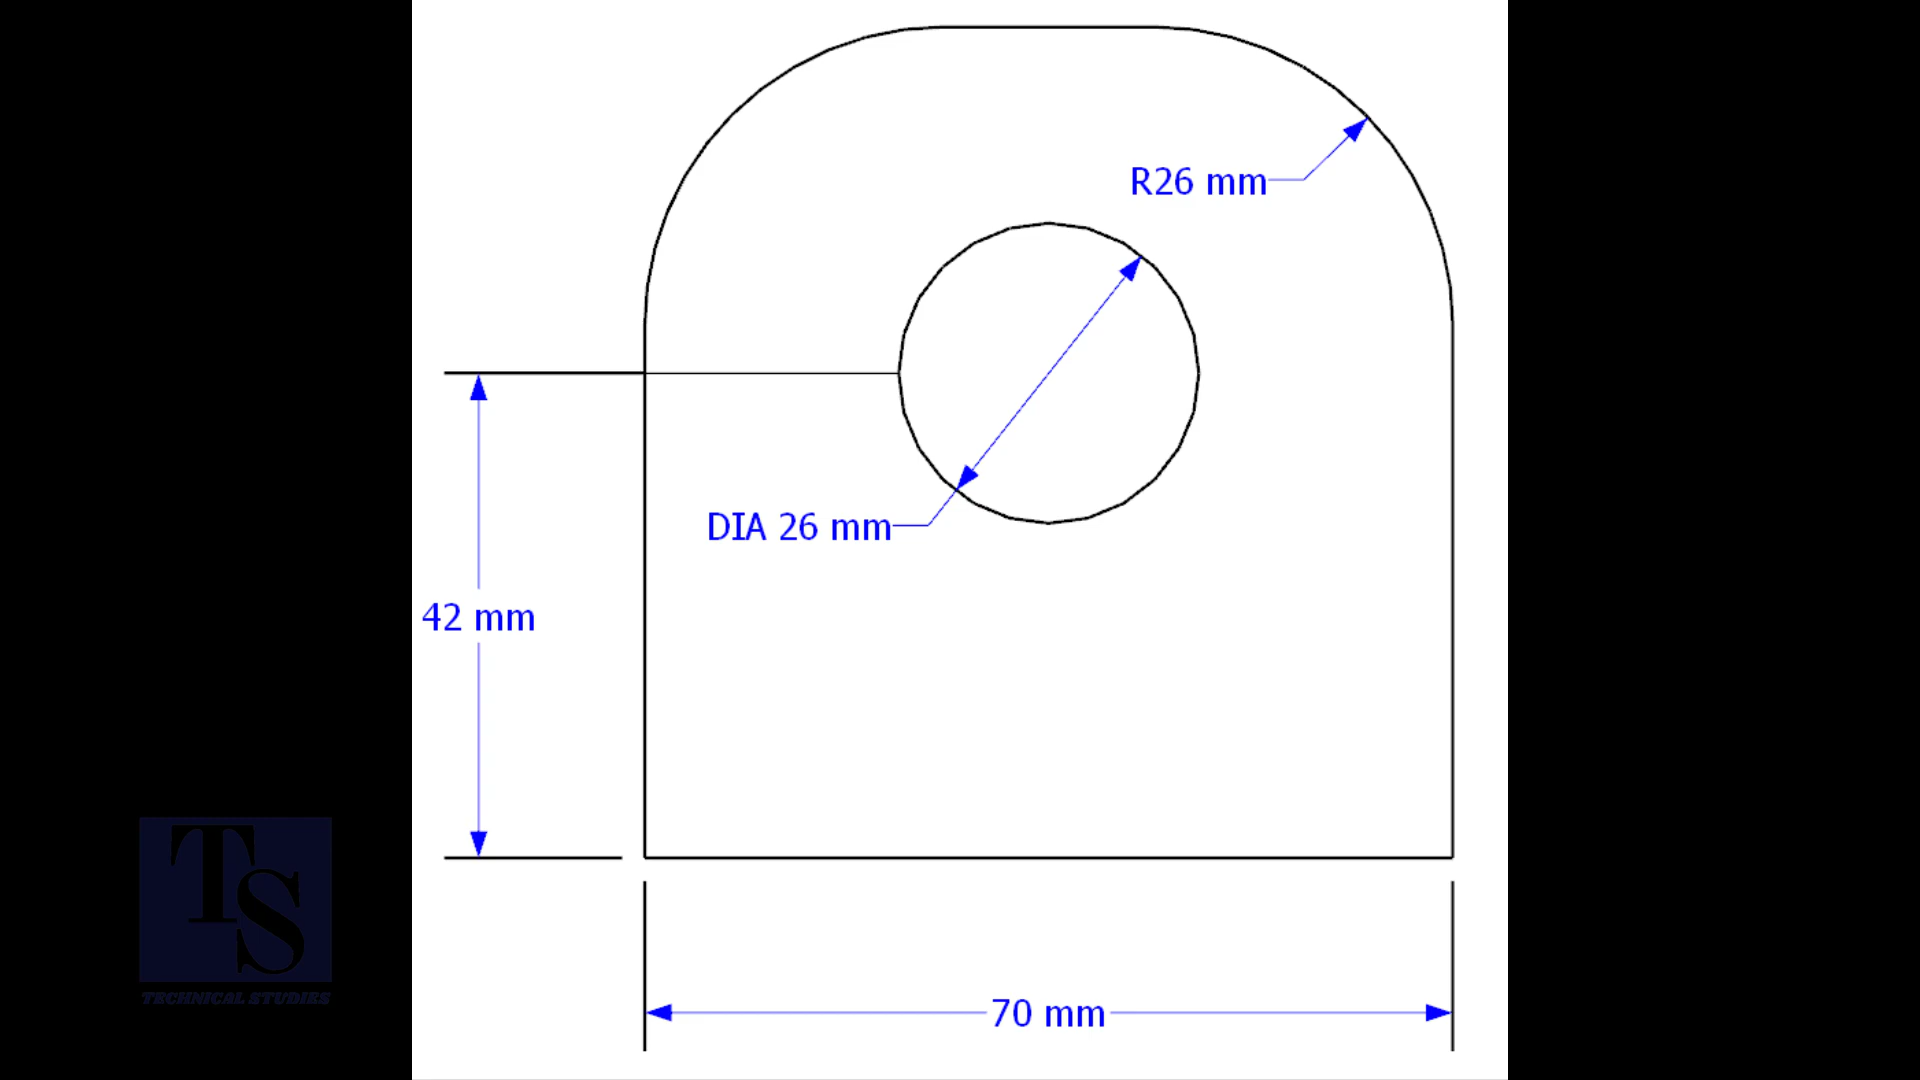 R26 mm
DIA 26 mm
42 mm
70 mm
TS
TECHNICAL STUDIES